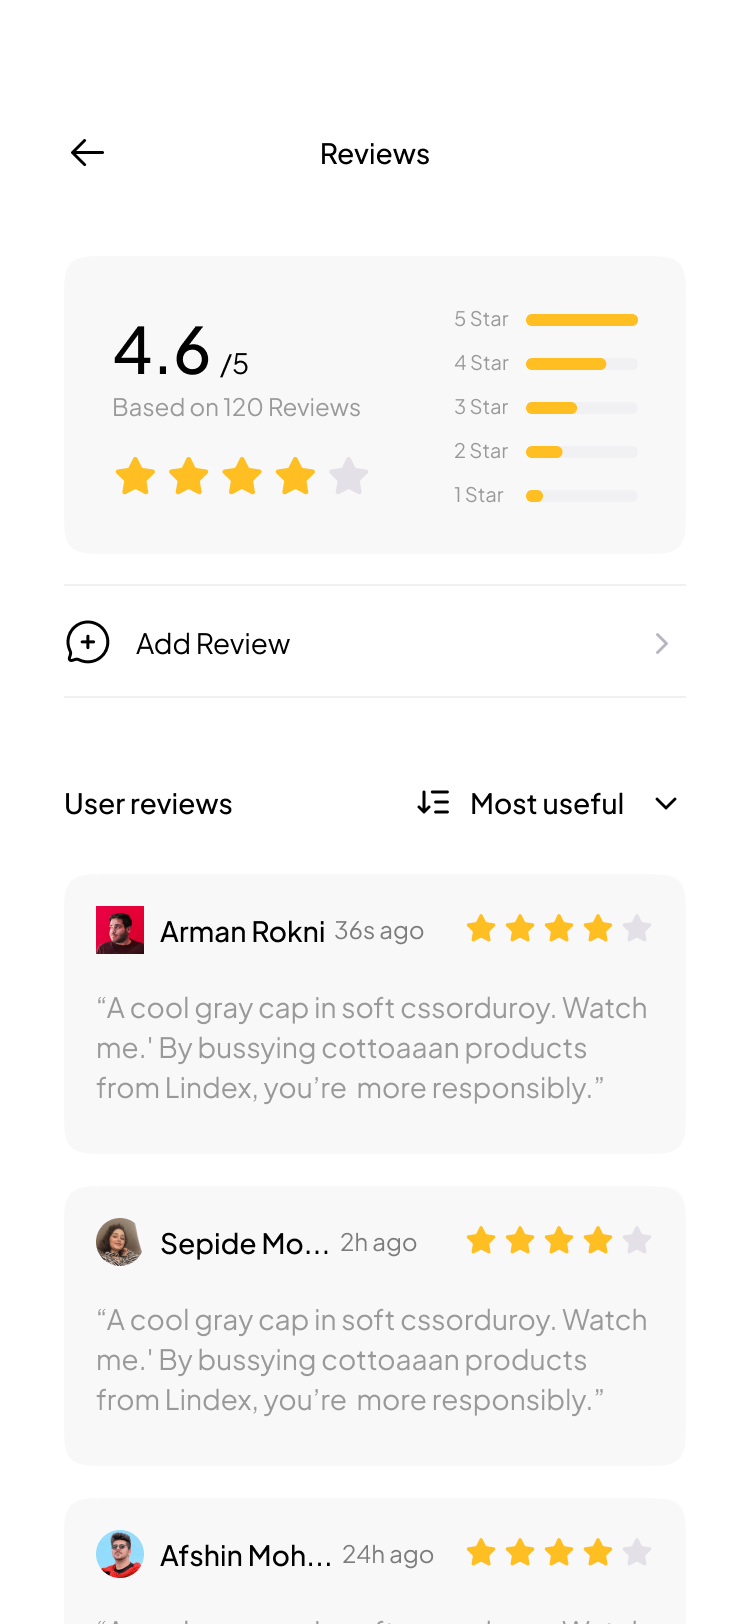 Reviews
4.6 /5
Based on 120 Reviews
5 Star
4 Star
3 Star
2 Star
1 Star
Add Review
User reviews
Most useful
Arman Rokni 36s ago
“A cool gray cap in soft cssorduroy. Watch
me.' By bussying cottoaaan products
from Lindex, you’re  more responsibly.”
Sepide Mo... 2h ago
“A cool gray cap in soft cssorduroy. Watch
me.' By bussying cottoaaan products
from Lindex, you’re  more responsibly.”
Afshin Moh... 24h ago